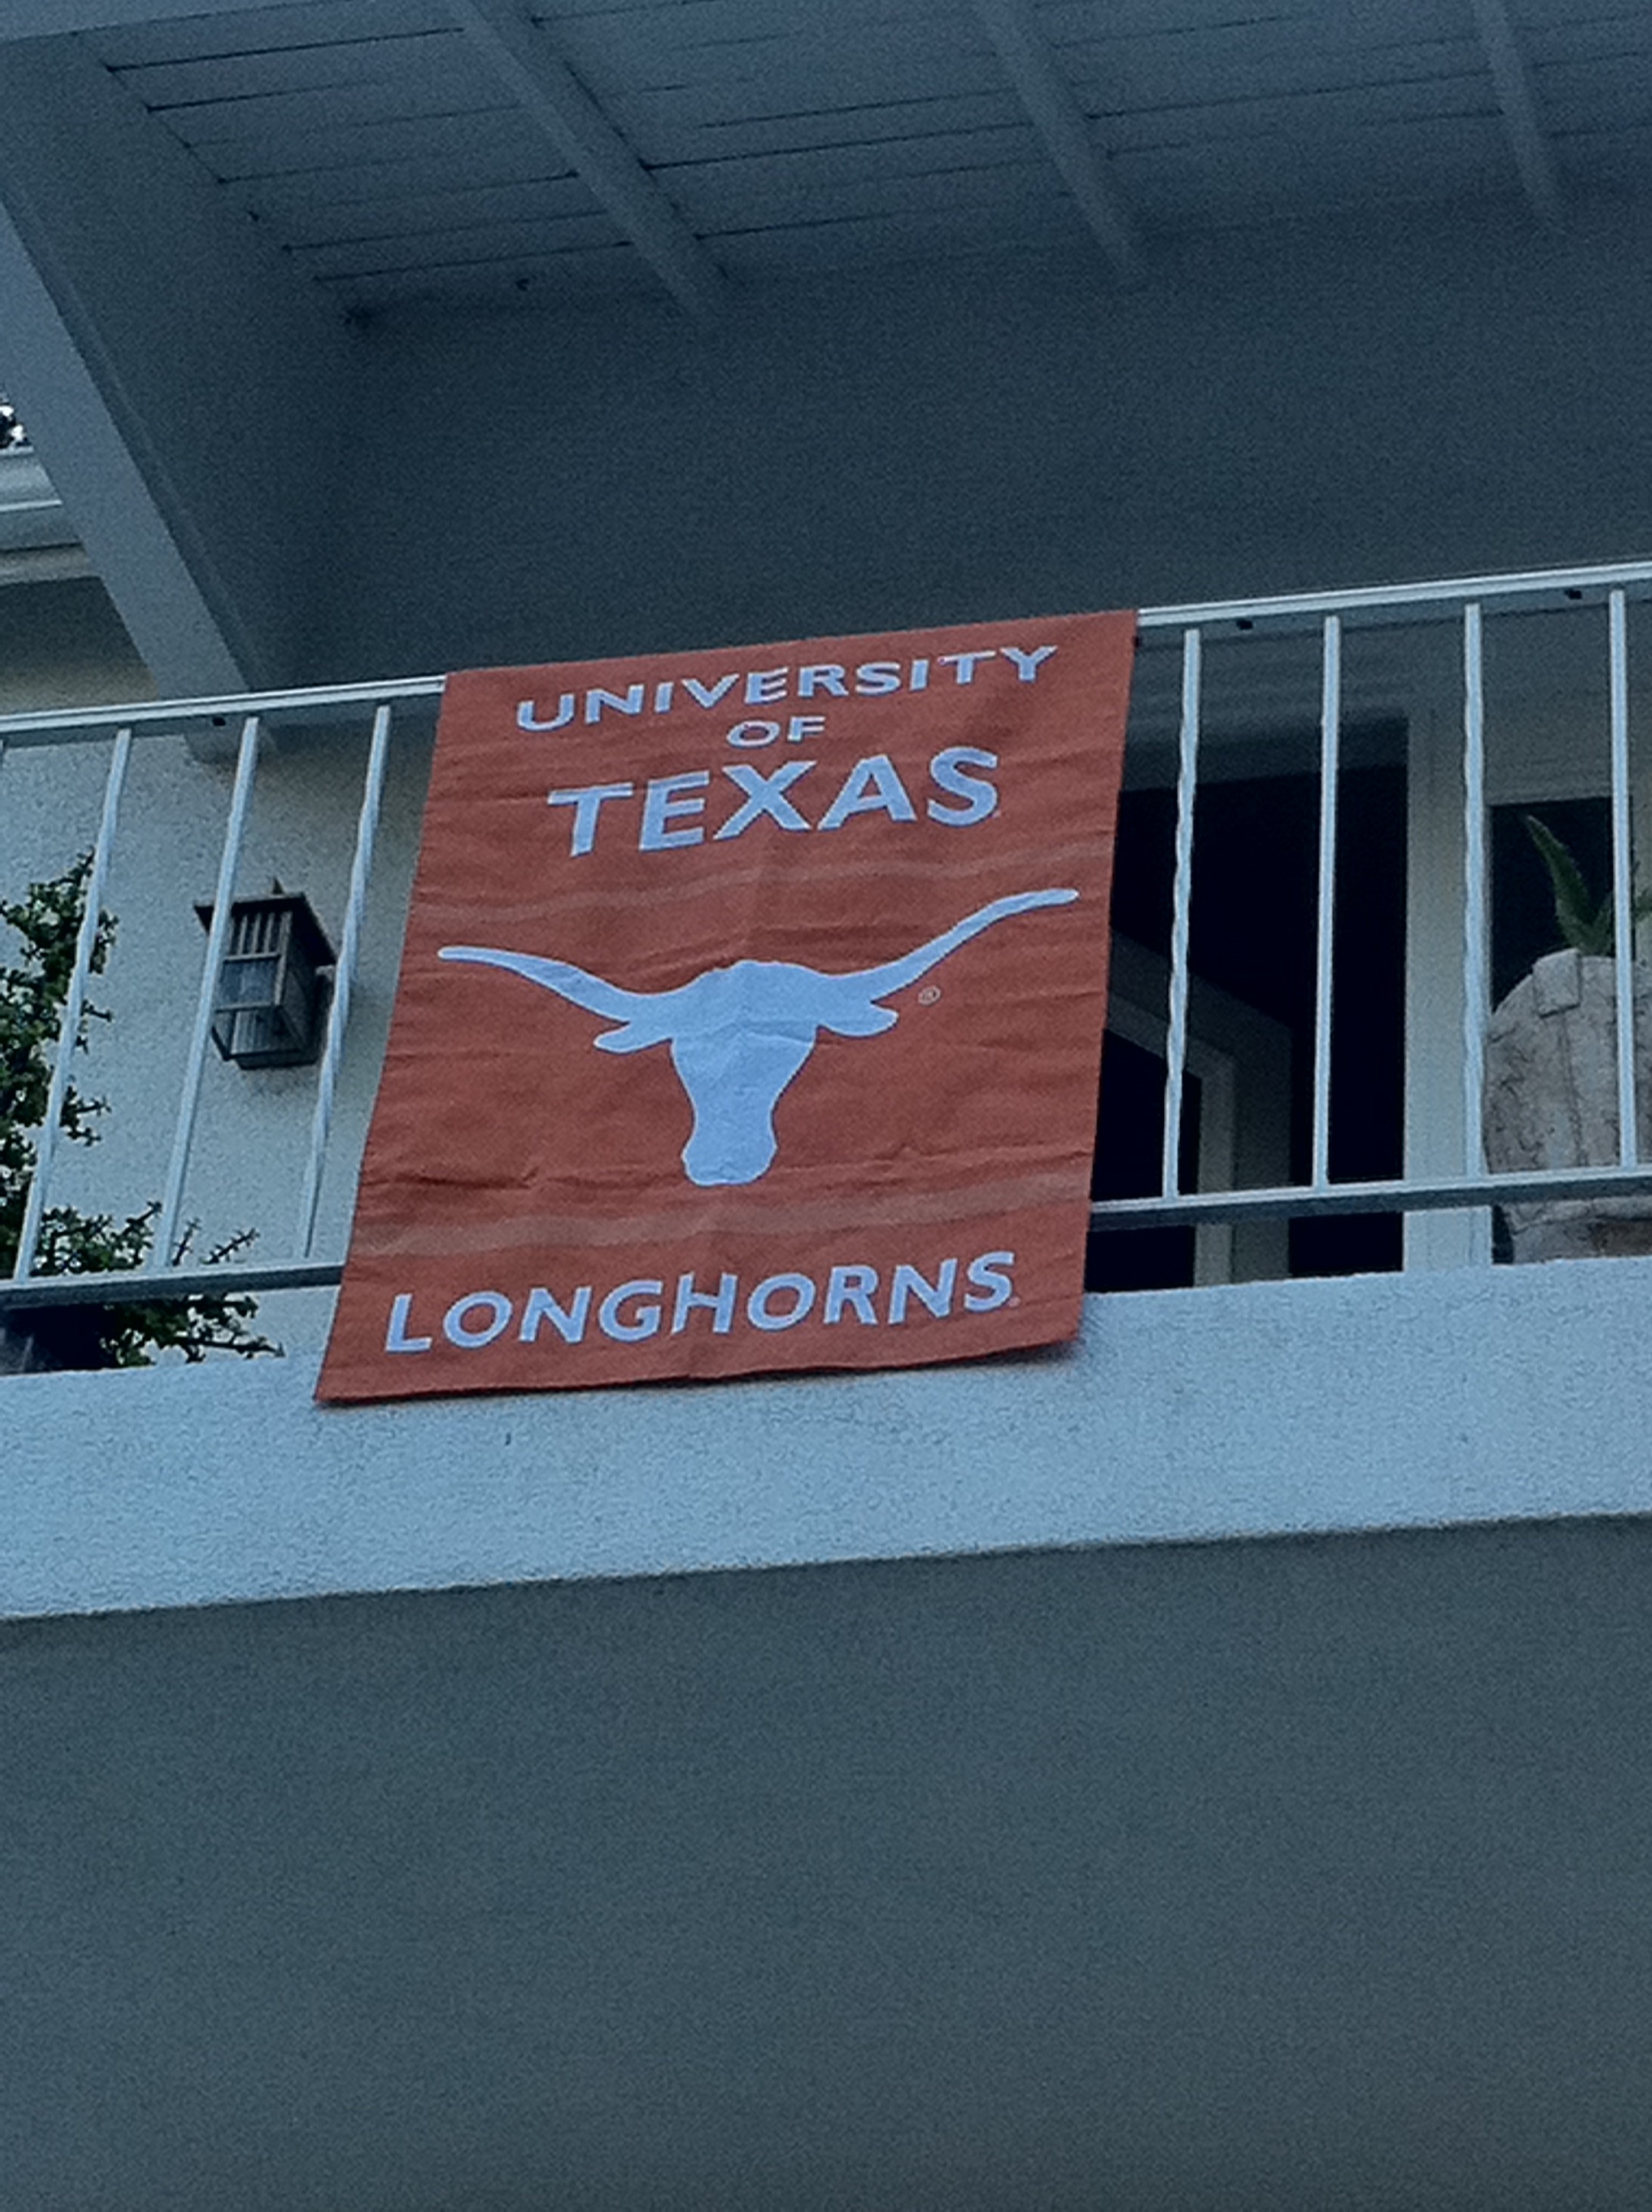 UNIVERSITY
OF
TEXAS
®
LONGHORNS